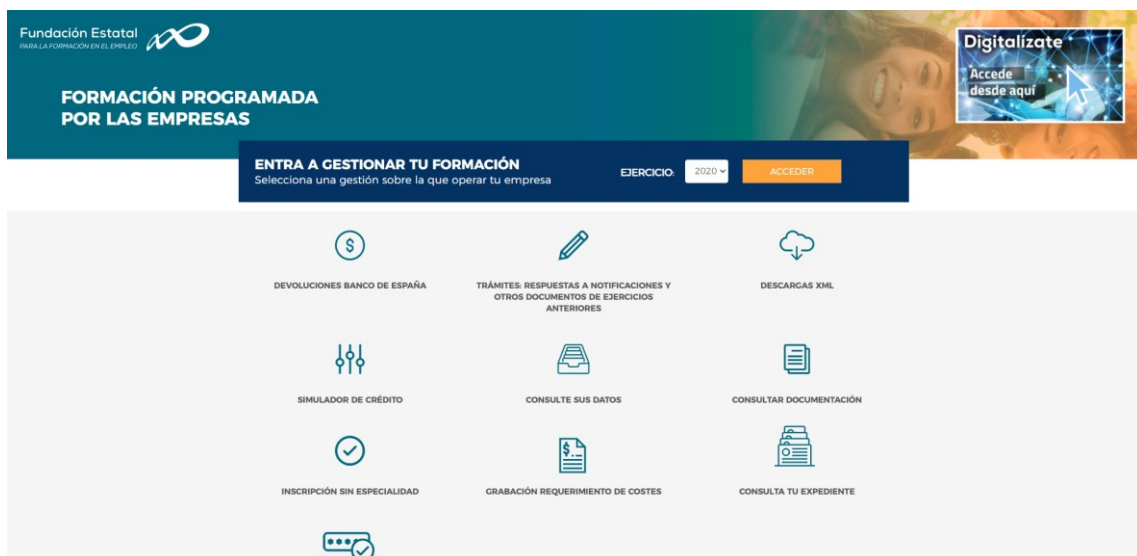 Fundación Estatal
PARA LA FORMACIÓN EN EL EMPLEO
Digitalízate
Accede
desde aquí
FORMACIÓN PROGRAMADA
POR LAS EMPRESAS
ENTRA A GESTIONAR TU FORMACIÓN
Selecciona una gestión sobre la que operar tu empresa
EJERCICIO:
2020
ACCEDER
DEVOLUCIONES BANCO DE ESPAÑA
TRÁMITES: RESPUESTAS A NOTIFICACIONES Y
OTROS DOCUMENTOS DE EJERCICIOS
ANTERIORES
DESCARGAS XML
SIMULADOR DE CRÉDITO
CONSULTE SUS DATOS
CONSULTAR DOCUMENTACIÓN
INSCRIPCIÓN SIN ESPECIALIDAD
GRABACIÓN REQUERIMIENTO DE COSTES
CONSULTA TU EXPEDIENTE